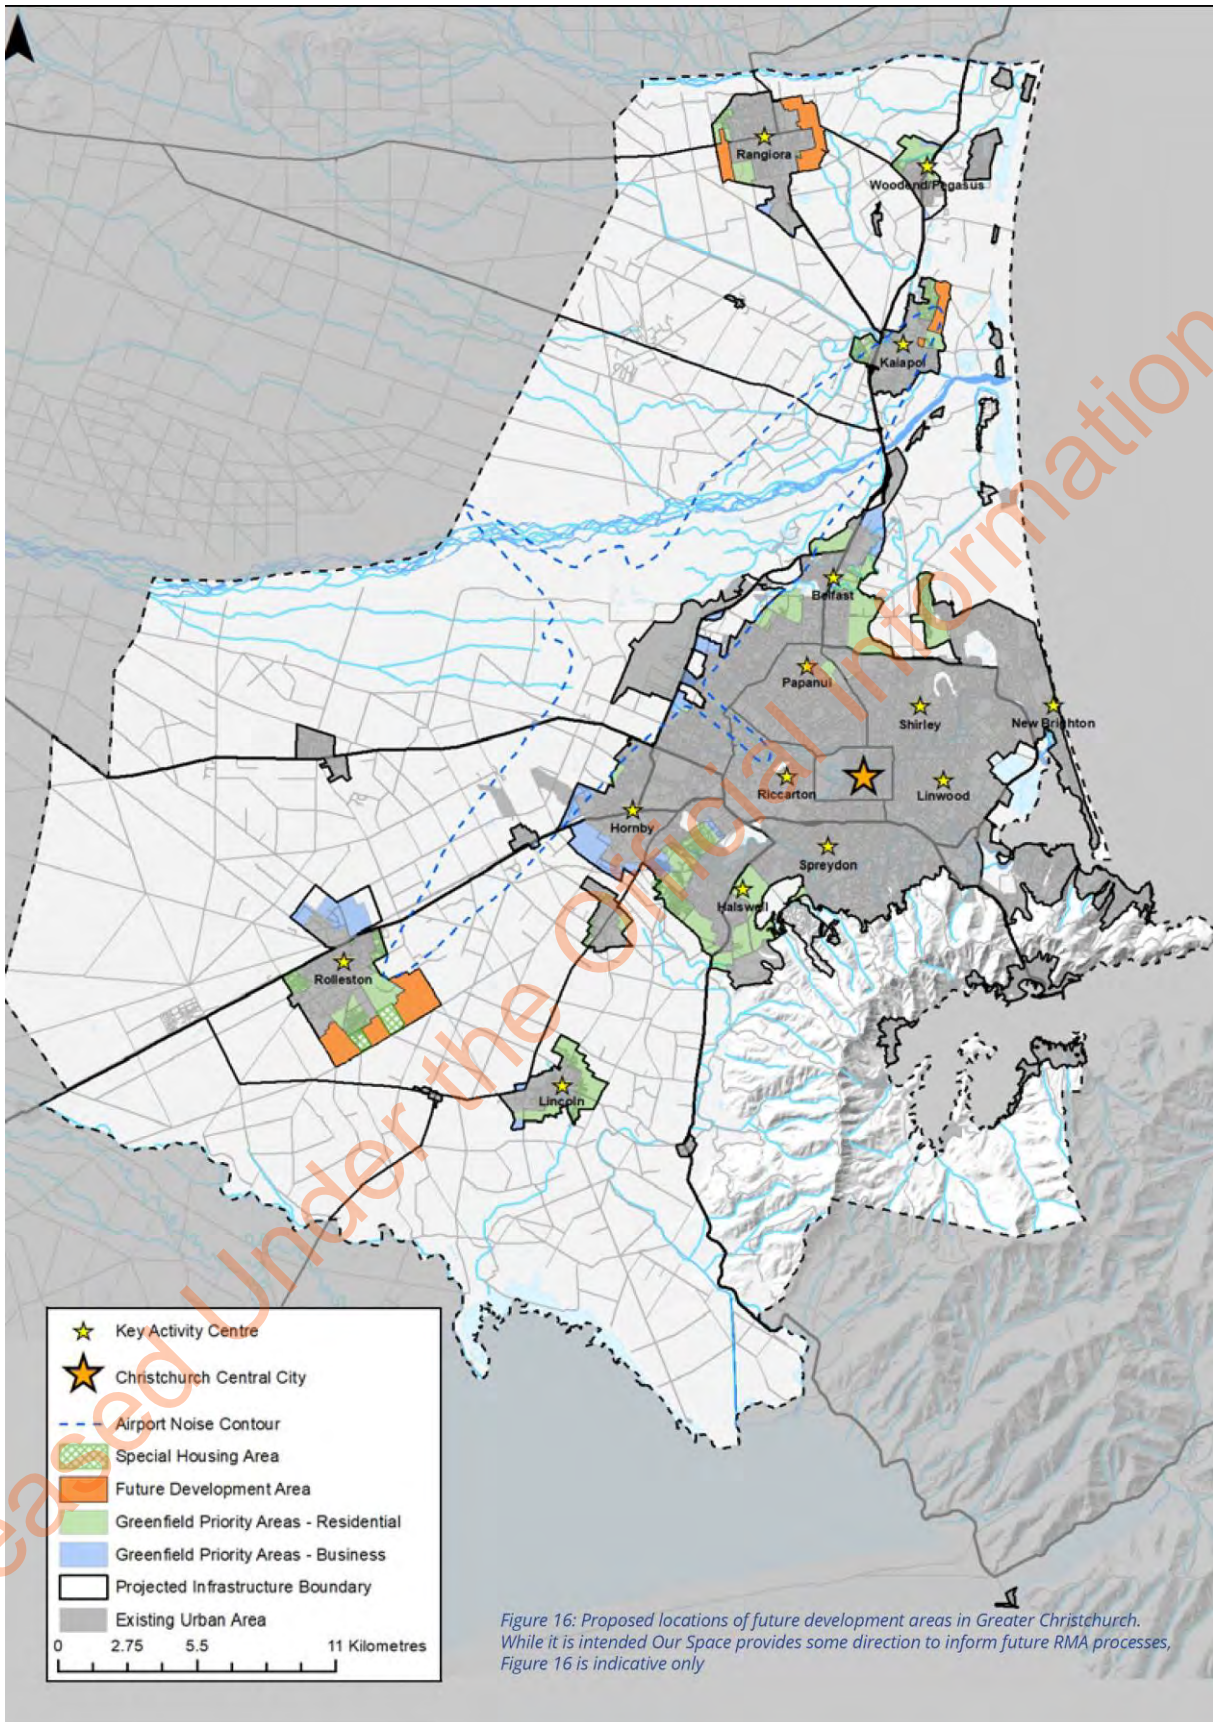 Rangiora
Woodend/Pegasus
Kaiapoi
Belfast
Papanui
Shirley
New Brighton
Riccarton
Linwood
Hornby
Spreydon
Halswell
Rolleston
Lincoln
Key Activity Centre
Christchurch Central City
Airport Noise Contour
Special Housing Area
Future Development Area
Greenfield Priority Areas - Residential
Greenfield Priority Areas - Business
Projected Infrastructure Boundary
Existing Urban Area
0 2.75 5.5 11 Kilometres
Figure 16: Proposed locations of future development areas in Greater Christchurch.
While it is intended Our Space provides some direction to inform future RMA processes,
Figure 16 is indicative only
eased Under the Official Information